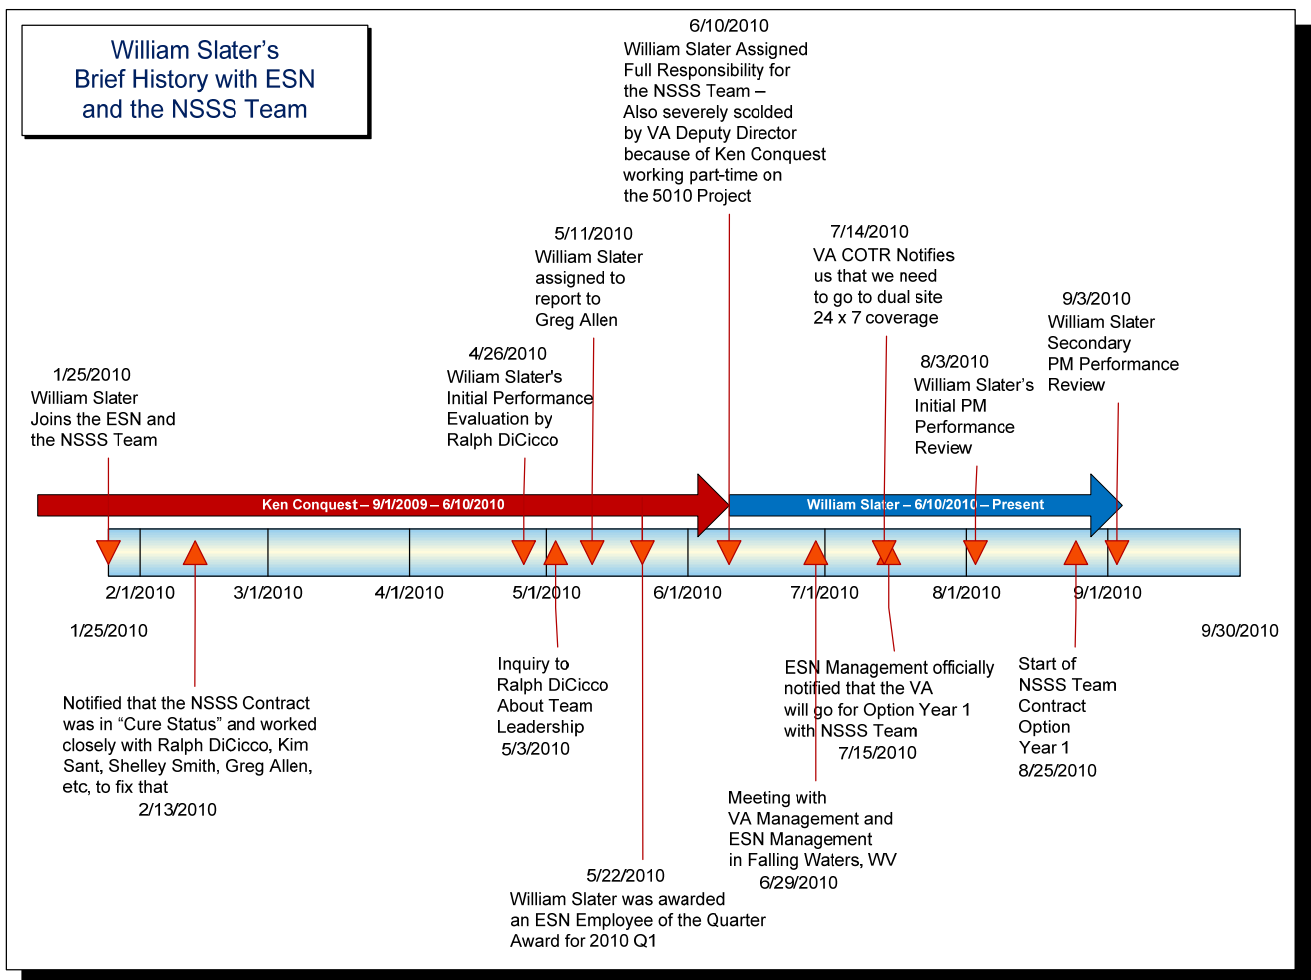 William Slater's
Brief History with ESN
and the NSSS Team
6/10/2010
William Slater Assigned
Full Responsibility for
the NSSS Team –
Also severely scolded
by VA Deputy Director
because of Ken Conquest
working part-time on
the 5010 Project
5/11/2010
William Slater
assigned to
report to
Greg Allen
7/14/2010
VA COTR Notifies
us that we need
to go to dual site
24 x 7 coverage
9/3/2010
William Slater
Secondary
PM Performance
Review
4/26/2010
Wiliam Slater's
Initial Performance
Evaluation by
Ralph DiCicco
8/3/2010
William Slater's
Initial PM
Performance
Review
1/25/2010
William Slater
Joins the ESN and
the NSSS Team
Ken Conquest – 9/1/2009 – 6/10/2010
William Slater – 6/10/2010 – Present
2/1/2010
3/1/2010
4/1/2010
5/1/2010
6/1/2010
7/1/2010
8/1/2010
9/1/2010
1/25/2010
9/30/2010
Notified that the NSSS Contract
was in “Cure Status” and worked
closely with Ralph DiCicco, Kim
Sant, Shelley Smith, Greg Allen,
etc, to fix that
2/13/2010
Inquiry to
Ralph DiCicco
About Team
Leadership
5/3/2010
ESN Management officially
notified that the VA
will go for Option Year 1
with NSSS Team
7/15/2010
Start of
NSSS Team
Contract
Option
Year 1
8/25/2010
Meeting with
VA Management and
ESN Management
in Falling Waters, WV
6/29/2010
5/22/2010
William Slater was awarded
an ESN Employee of the Quarter
Award for 2010 Q1